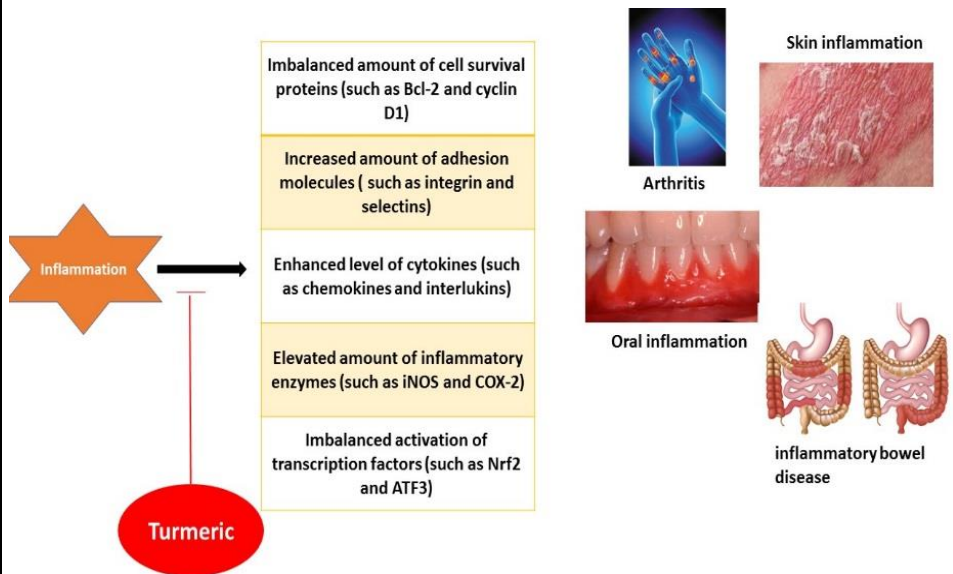 Inflammation
Imbalanced amount of cell survival
proteins (such as Bcl-2 and cyclin
D1)
Increased amount of adhesion
molecules ( such as integrin and
selectins)
Enhanced level of cytokines (such
as chemokines and interlukins)
Elevated amount of inflammatory
enzymes (such as iNOS and COX-2)
Imbalanced activation of
transcription factors (such as Nrf2
and ATF3)
Turmeric
Arthritis
Skin inflammation
Oral inflammation
inflammatory bowel
disease